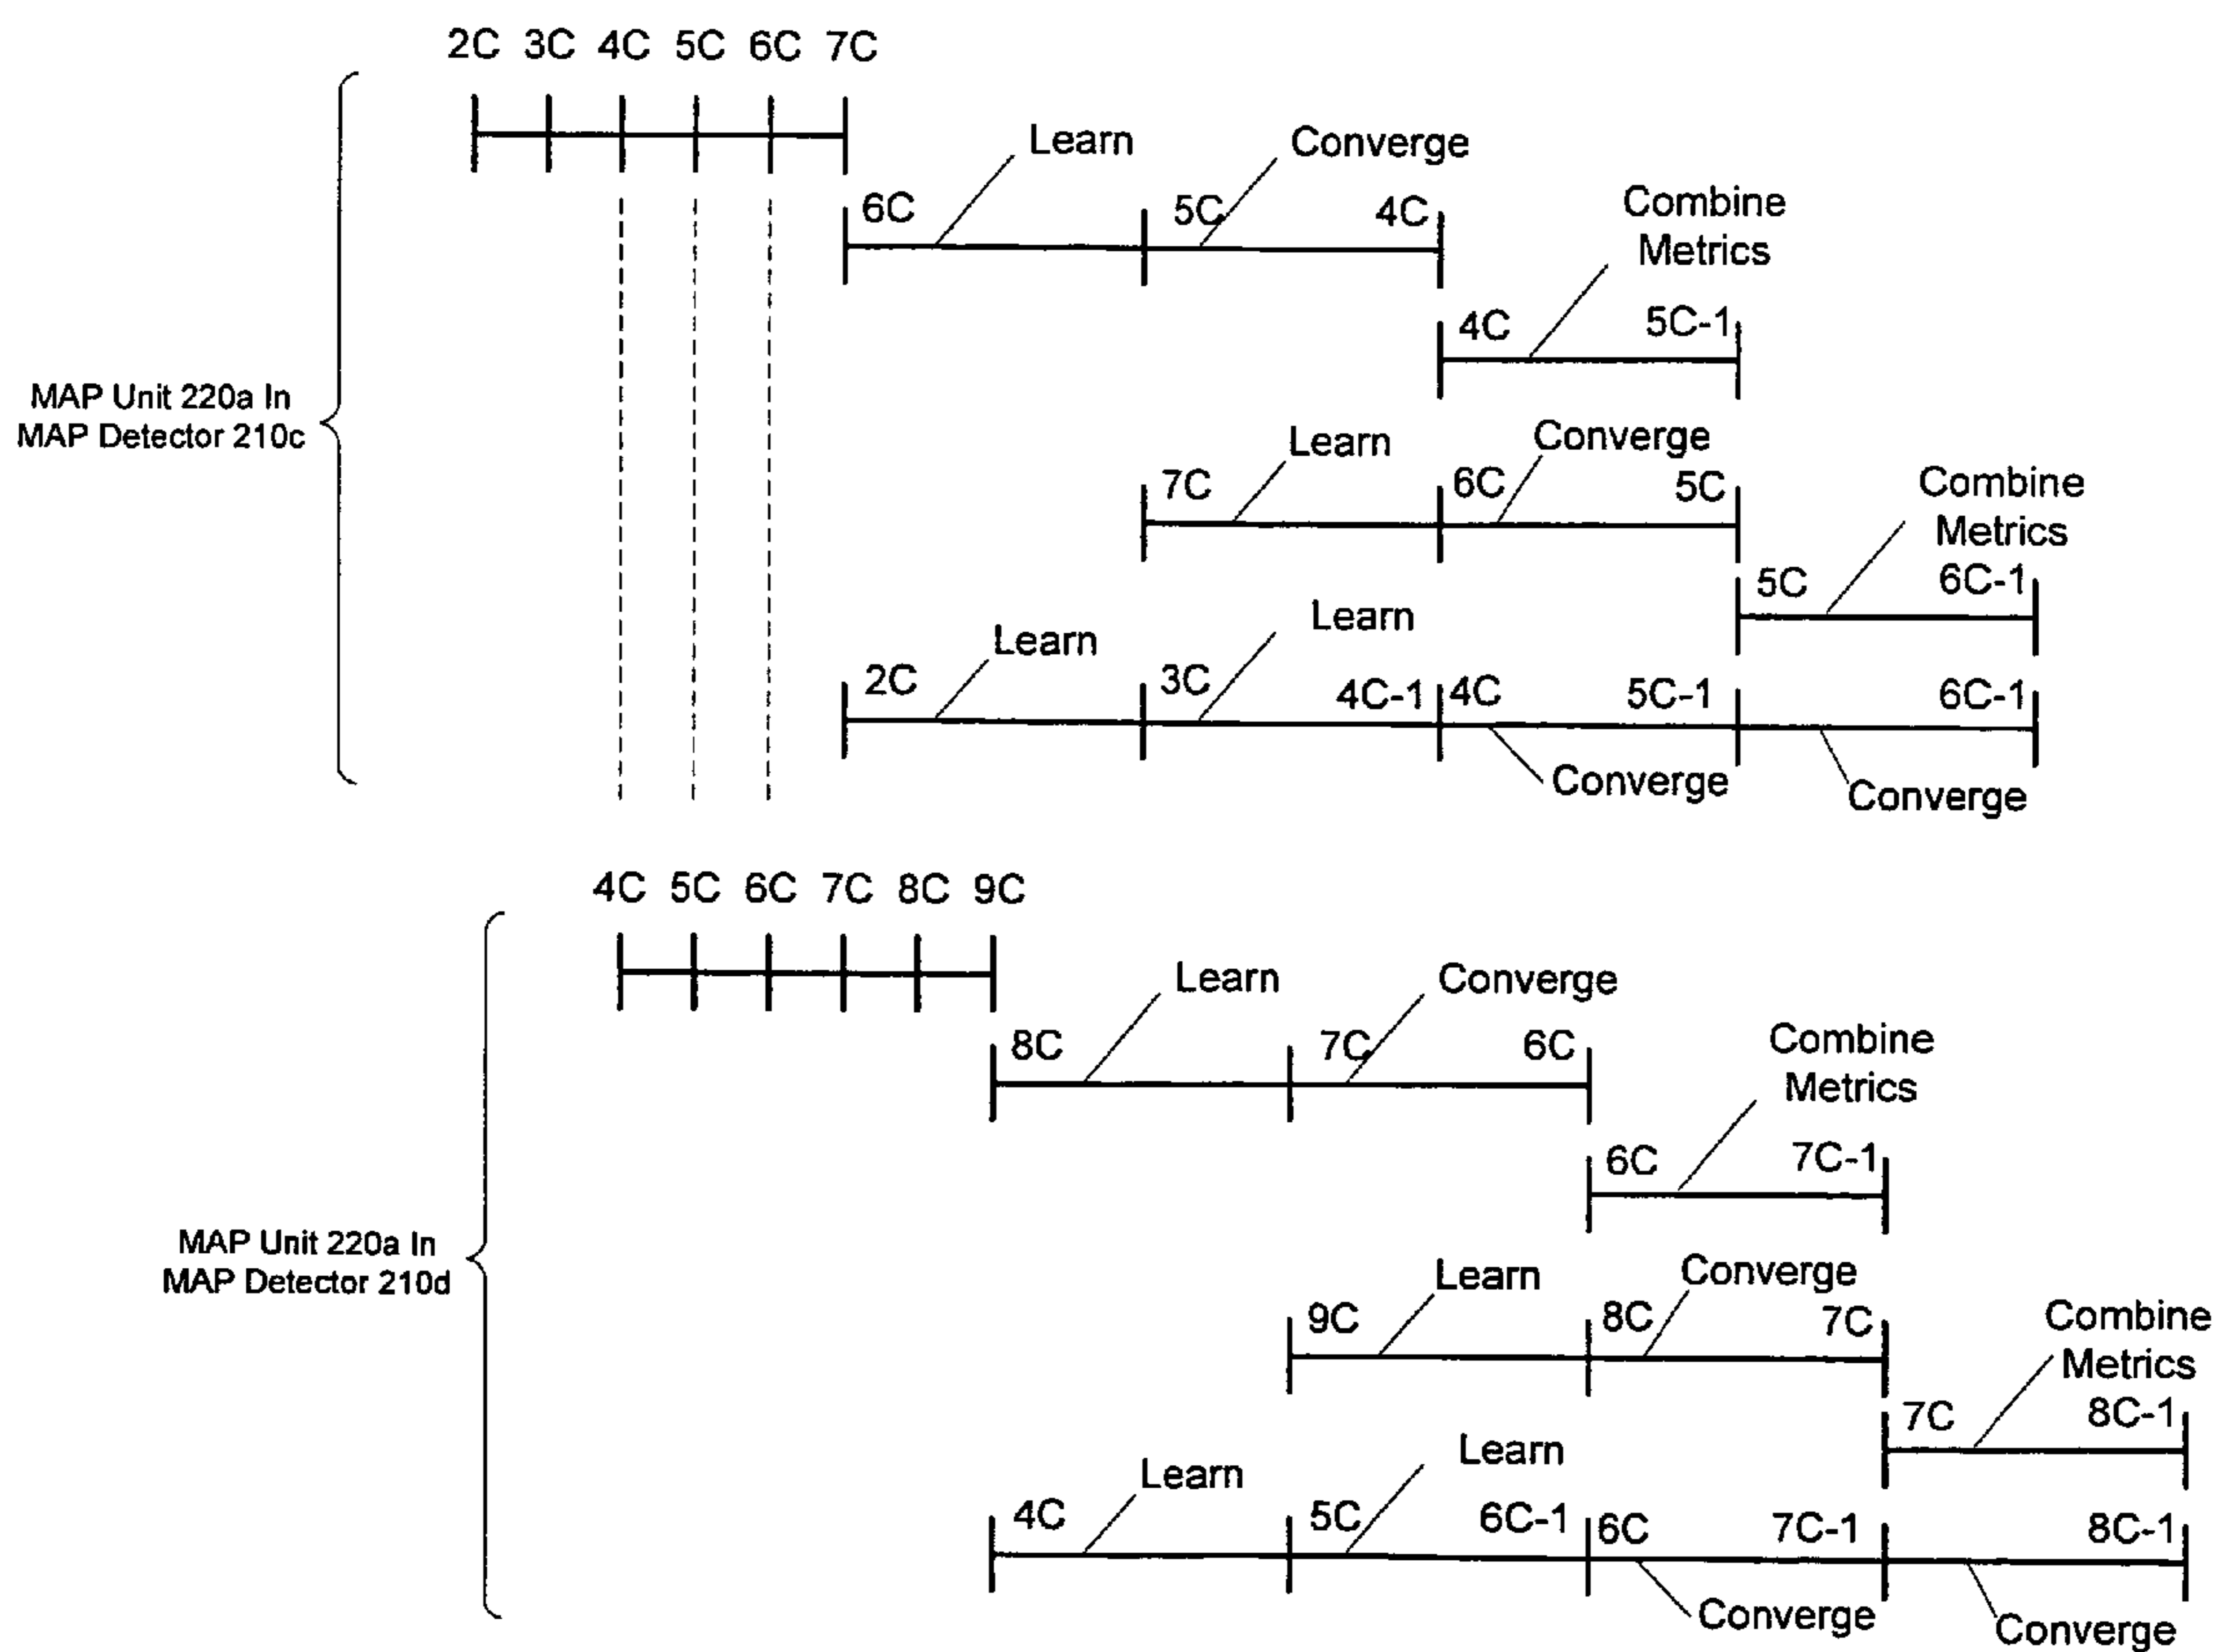 2C 3C 4C 5C 6C 7C
Learn
Converge
6C
5C
4C
Combine
Metrics
4C
5C-1
MAP Unit 220a In
MAP Detector 210c
Learn
Converge
7C
6C
5C
Combine
Metrics
5C
6C-1
Learn
Learn
2C
3C
4C-1
4C
5C-1
6C-1
Converge
Converge
4C 5C 6C 7C 8C 9C
Learn
Converge
8C
7C
6C
Combine
Metrics
6C
7C-1
MAP Unit 220a In
MAP Detector 210d
Learn
Converge
9C
8C
7C
Combine
Metrics
7C
8C-1
Learn
Learn
4C
5C
6C-1
6C
7C-1
8C-1
Converge
Converge